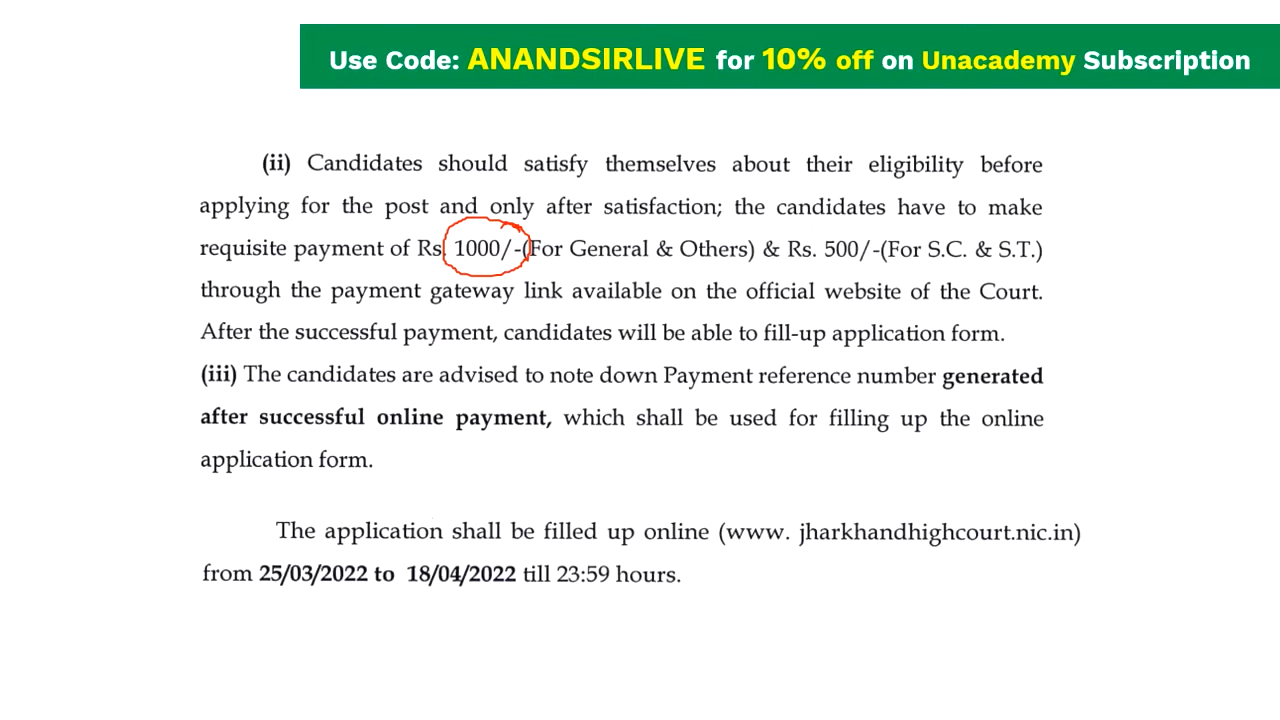 Use Code: ANANDSIRLIVE for 10% off on Unacademy Subscription
(ii) Candidates should satisfy themselves about their eligibility before
applying for the post and only after satisfaction; the candidates have to make
requisite payment of Rs. 1000/-(For General & Others) & Rs. 500/-(For S.C. & S.T.)
through the payment gateway link available on the official website of the Court.
After the successful payment, candidates will be able to fill-up application form.
(iii) The candidates are advised to note down Payment reference number generated
after successful online payment, which shall be used for filling up the online
application form.
The application shall be filled up online (www. jharkhandhighcourt.nic.in)
from 25/03/2022 to 18/04/2022 till 23:59 hours.